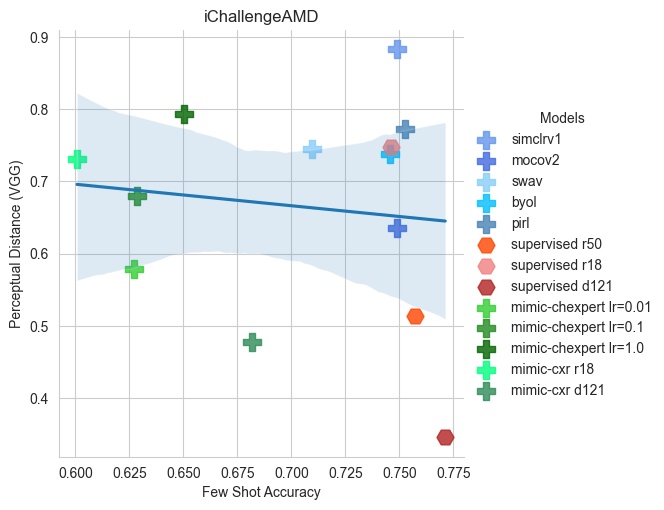 iChallengeAMD
Perceptual Distance (VGG)
0.9
0.8
0.7
0.6
0.5
0.4
0.600 0.625 0.650 0.675 0.700 0.725 0.750 0.775
Few Shot Accuracy
Models
simclrv1
mocov2
swav
byol
pirl
supervised r50
supervised r18
supervised d121
mimic-chexpert lr=0.01
mimic-chexpert lr=0.1
mimic-chexpert lr=1.0
mimic-cxr r18
mimic-cxr d121